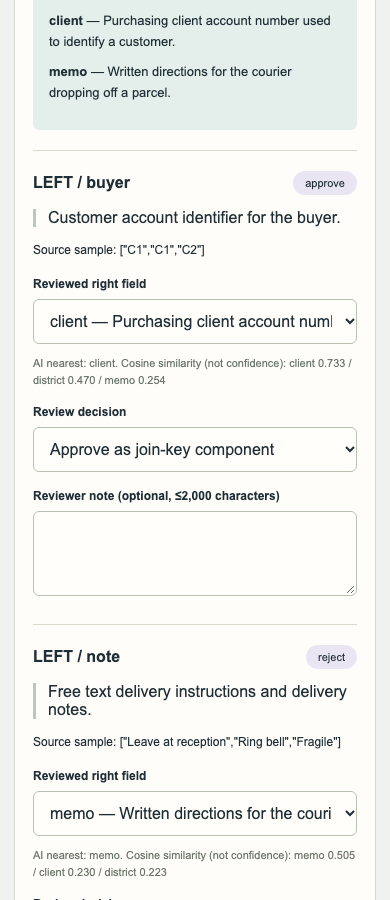 client — Purchasing client account number used
to identify a customer.
memo — Written directions for the courier
dropping off a parcel.
LEFT / buyer
approve
Customer account identifier for the buyer.
Source sample: ["C1","C1","C2"]
Reviewed right field
client — Purchasing client account num
AI nearest: client. Cosine similarity (not confidence): client 0.733 /
district 0.470 / memo 0.254
Review decision
Approve as join-key component
Reviewer note (optional, ≤2,000 characters)
LEFT / note
reject
Free text delivery instructions and delivery
notes.
Source sample: ["Leave at reception","Ring bell","Fragile"]
Reviewed right field
memo — Written directions for the couri
AI nearest: memo. Cosine similarity (not confidence): memo 0.505
/ client 0.230 / district 0.223